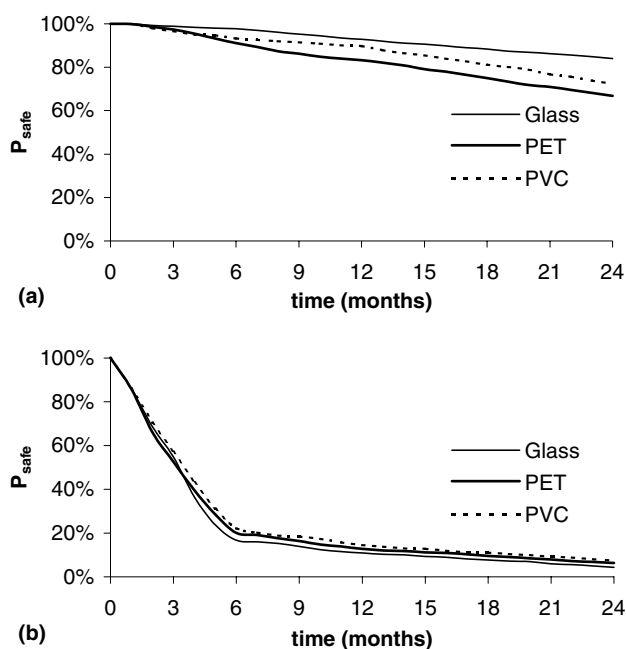 100%
80%
60%
40%
20%
0%
P_safe
Glass
PET
PVC
0 3 6 9 12 15 18 21 24
(a)
time (months)
100%
80%
60%
40%
20%
0%
P_safe
Glass
PET
PVC
0 3 6 9 12 15 18 21 24
(b)
time (months)